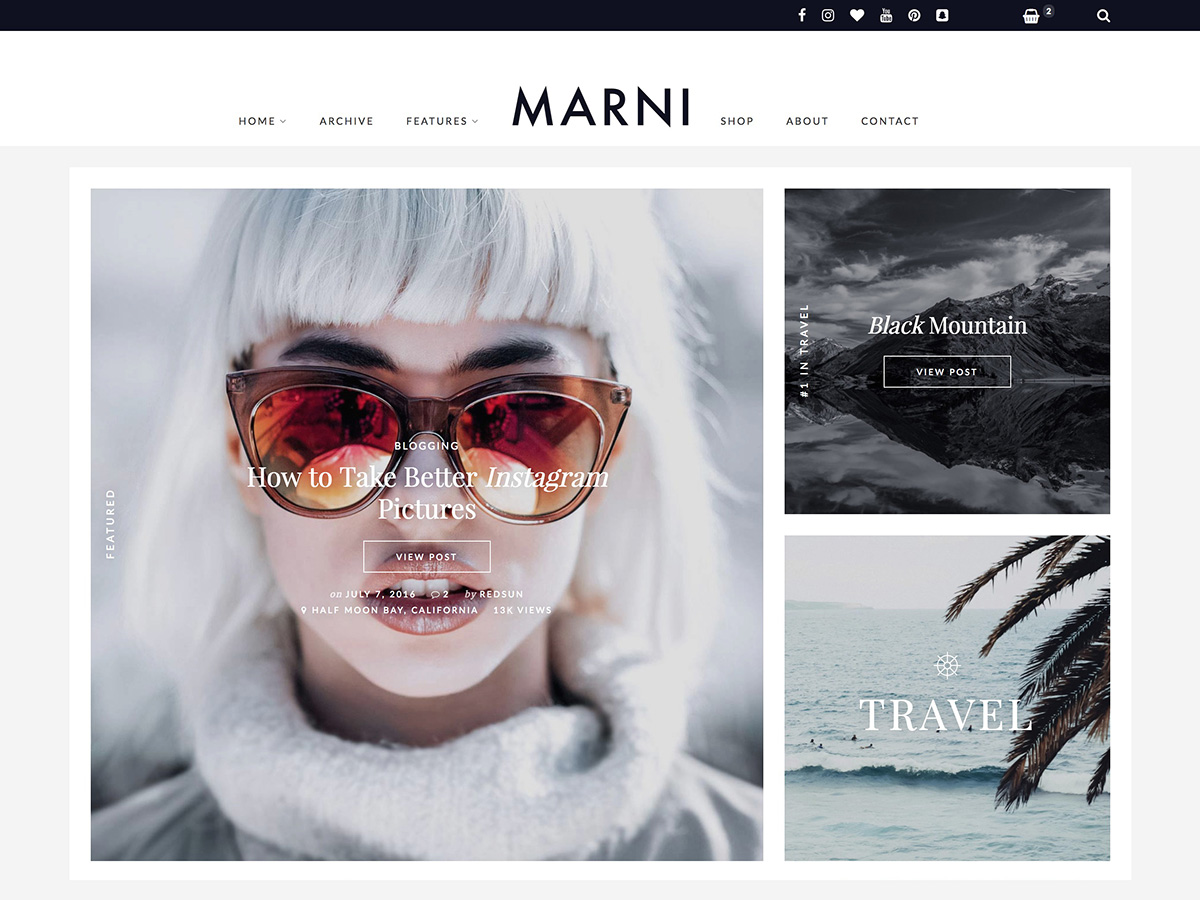 You Tube
2
HOME
ARCHIVE
FEATURES
MARNI
SHOP
ABOUT
CONTACT
FEATURED
BLOGGING
How to Take Better Instagram
Pictures
VIEW POST
on JULY 7, 2016 2 by REDSUN
HALF MOON BAY, CALIFORNIA 13K VIEWS
#1 IN TRAVEL
Black Mountain
VIEW POST
TRAVEL